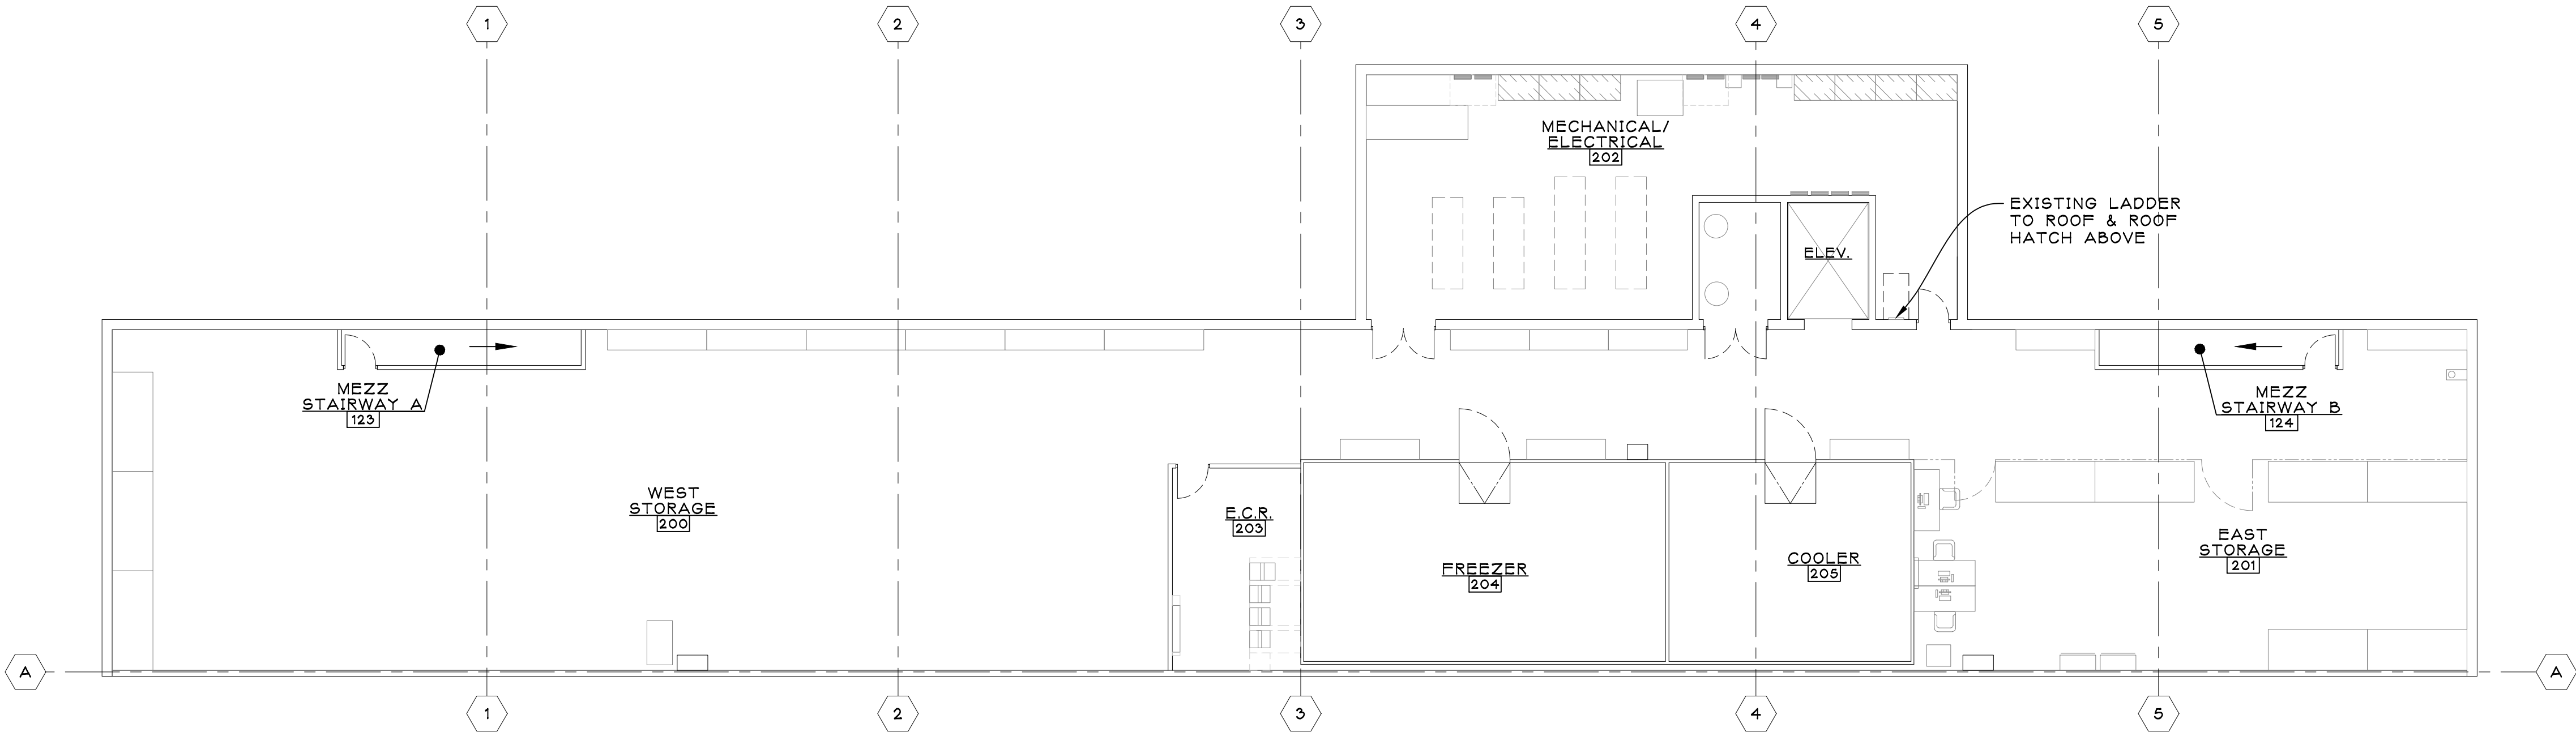 1
2
3
4
5
MECHANICAL/
ELECTRICAL
202
EXISTING LADDER
TO ROOF & ROOF
HATCH ABOVE
ELEV.
MEZZ
STAIRWAY A
123
MEZZ
STAIRWAY B
124
WEST
STORAGE
200
E.C.R.
203
FREEZER
204
COOLER
205
EAST
STORAGE
201
A
A
1
2
3
4
5